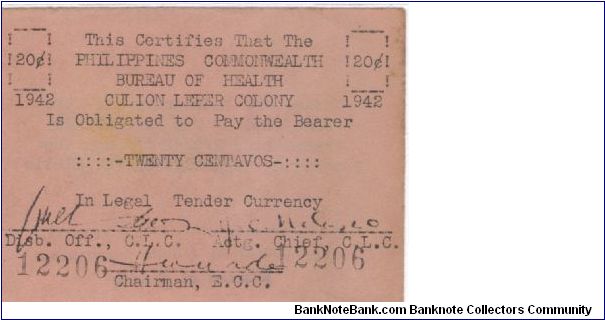 This Certifies That The
!20¢! PHILIPPINES COMMONWEALTH !20¢!
BUREAU OF HEALTH
1942 CULION LEPER COLONY 1942
Is Obligated to Pay the Bearer
::::-TWENTY CENTAVOS-::::
In Legal Tender Currency
Disb. Off., C.L.C. Actg. Chief, C.L.C.
12206 12206
Chairman, E.C.C.
BankNoteBank.com Banknote Collectors Community